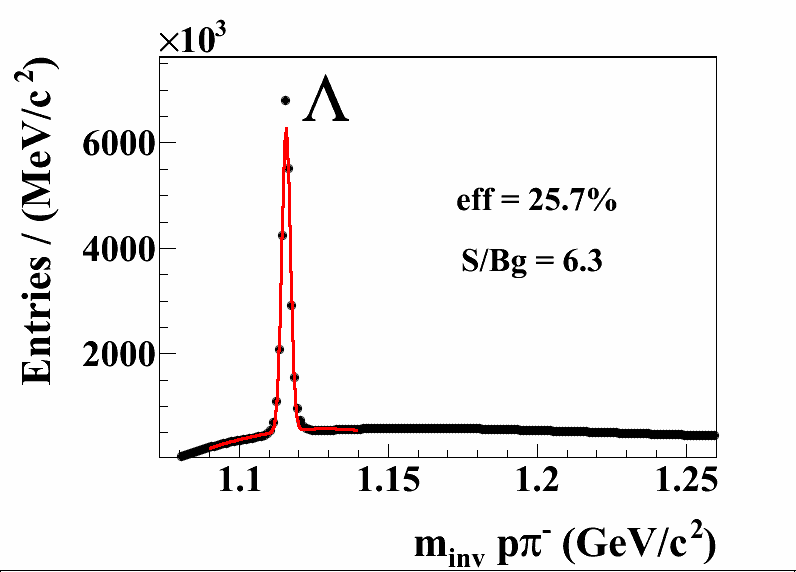 ×10³
Λ
6000
4000
2000
Entries / (MeV/c²)
eff = 25.7%
S/Bg = 6.3
1.1 1.15 1.2 1.25
m_inv pπ⁻ (GeV/c²)